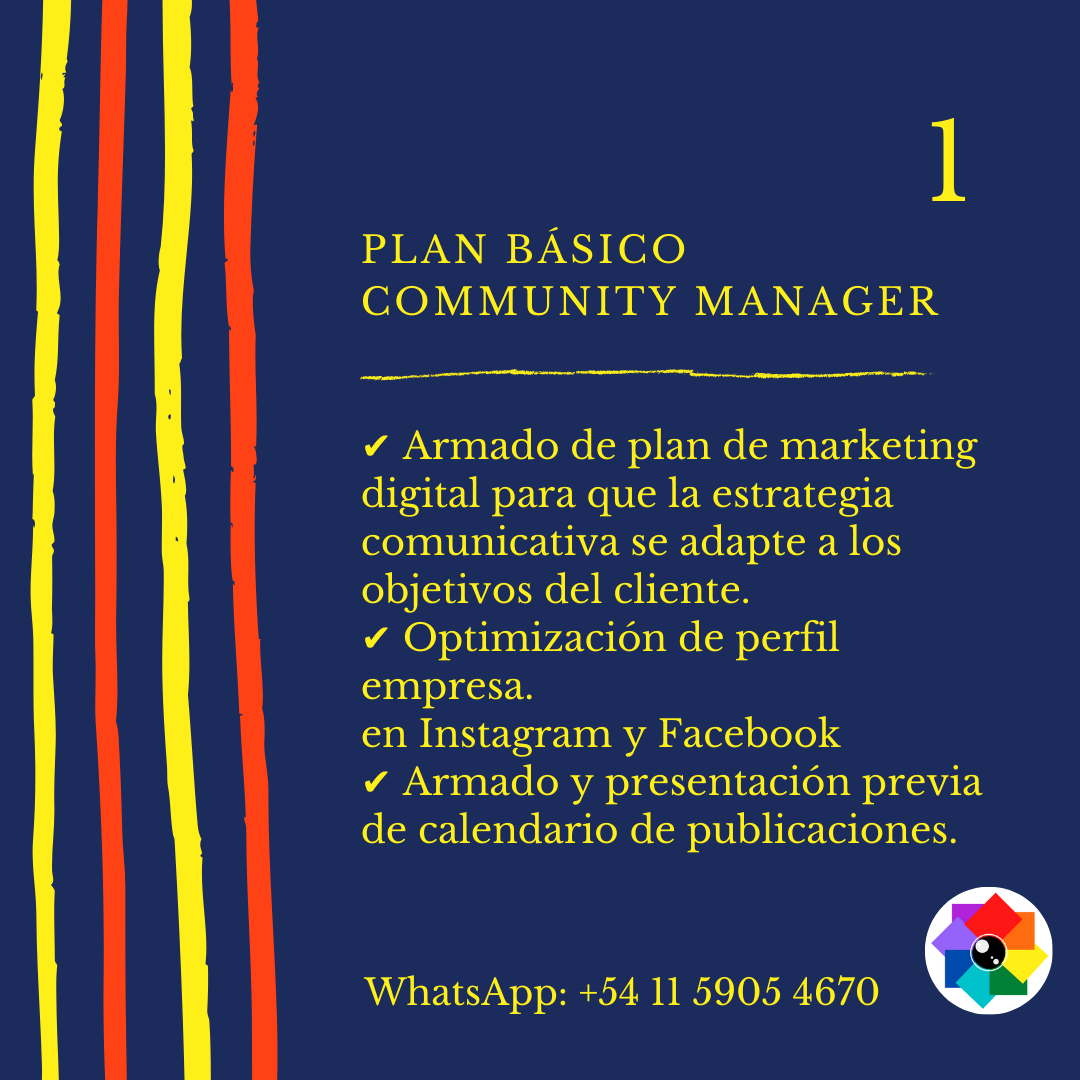 1
PLAN BÁSICO
COMMUNITY MANAGER
✔ Armado de plan de marketing
digital para que la estrategia
comunicativa se adapte a los
objetivos del cliente.
✔ Optimización de perfil
empresa.
en Instagram y Facebook
✔ Armado y presentación previa
de calendario de publicaciones.
WhatsApp: +54 11 5905 4670